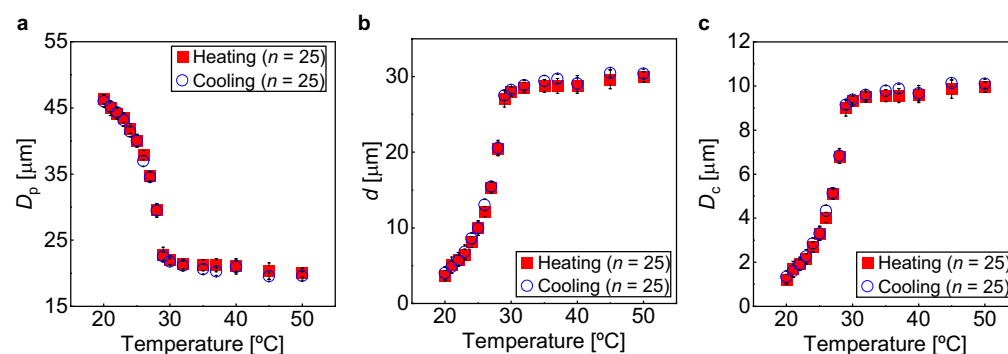 a
55
45
35
25
15
D_p [μm]
Heating (n = 25)
Cooling (n = 25)
20 30 40 50
Temperature [ºC]
b
30
20
10
0
d [μm]
Heating (n = 25)
Cooling (n = 25)
20 30 40 50
Temperature [ºC]
c
12
10
8
6
4
2
0
D_c [μm]
Heating (n = 25)
Cooling (n = 25)
20 30 40 50
Temperature [ºC]